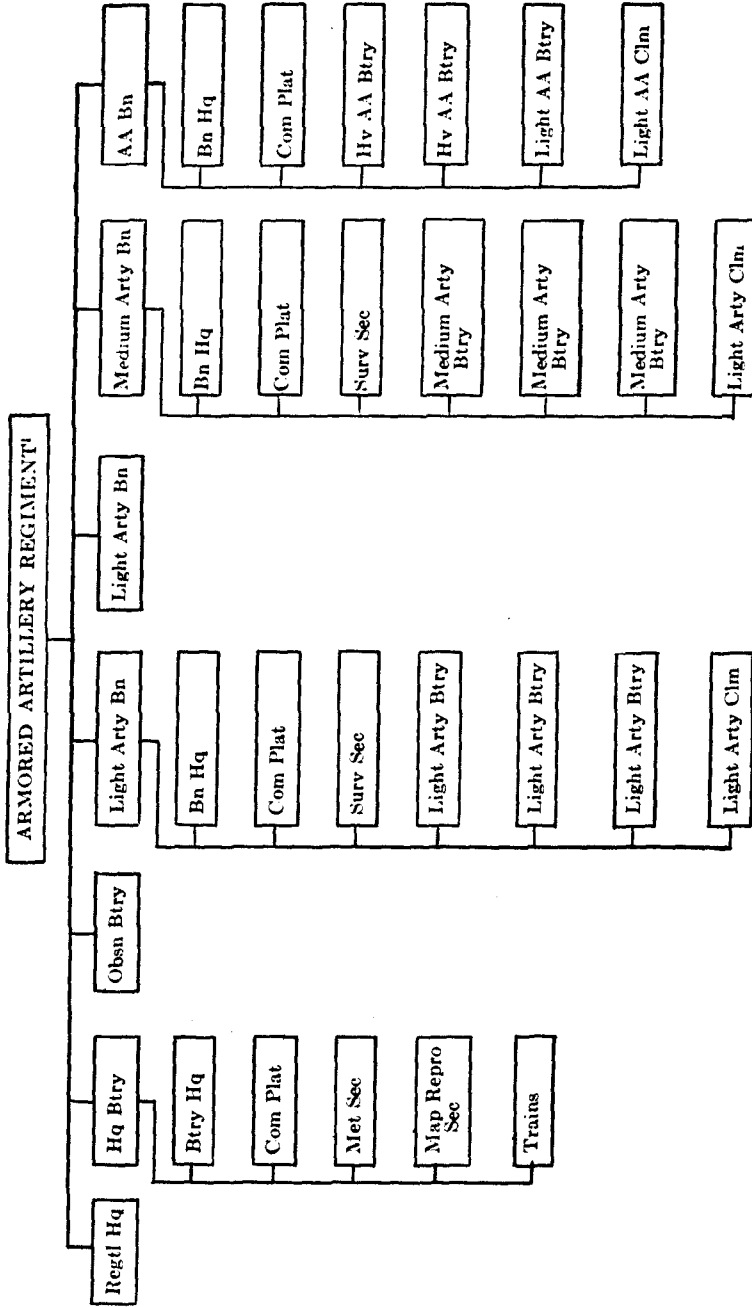 ARMORED ARTILLERY REGIMENT¹
Regtl Hq
Hq Btry
Btry Hq
Com Plat
Met Sec
Map Repro
Sec
Trains
Obsn Btry
Light Arty Bn
Bn Hq
Com Plat
Surv Sec
Light Arty Btry
Light Arty Btry
Light Arty Btry
Light Arty Clm
Light Arty Bn
Medium Arty Bn
Bn Hq
Com Plat
Surv Sec
Medium Arty
Btry
Medium Arty
Btry
Medium Arty
Btry
Light Arty Clm
AA Bn
Bn Hq
Com Plat
Hv AA Btry
Hv AA Btry
Light AA Btry
Light AA Clm